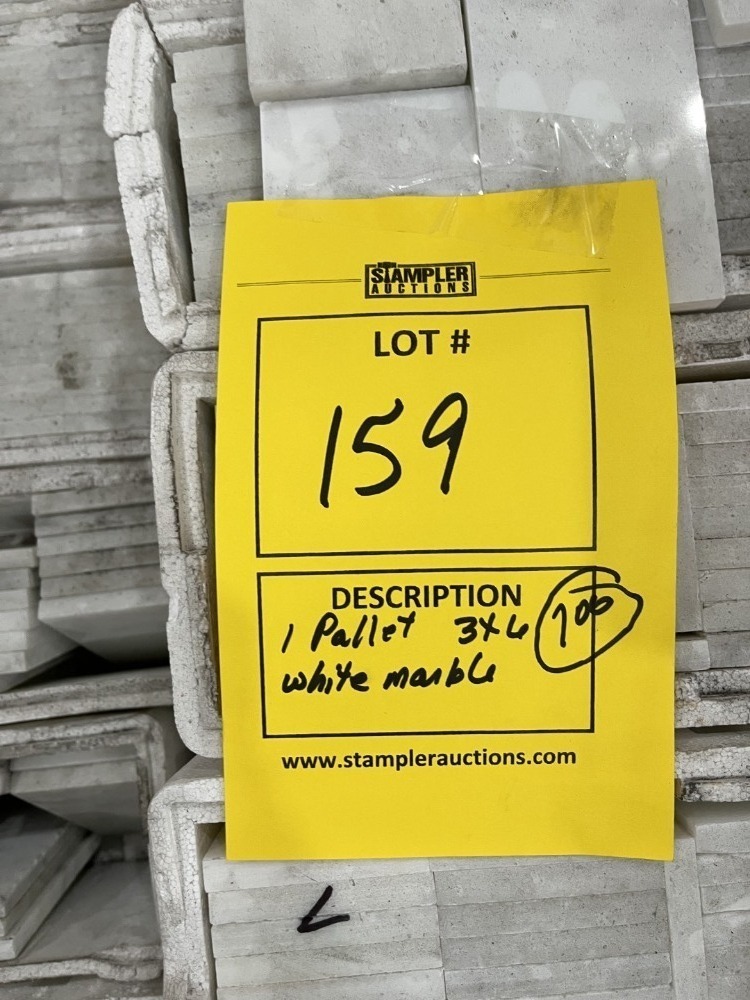 STAMPLER
AUCTIONS
LOT #
159
DESCRIPTION
1 Pallet 3x6
white marble
www.stamplerauctions.com